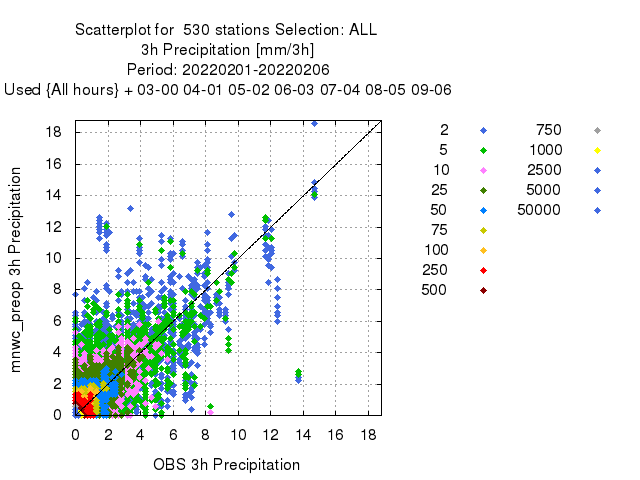 Scatterplot for 530 stations Selection: ALL
3h Precipitation [mm/3h]
Period: 20220201-20220206
Used {All hours} + 03-00 04-01 05-02 06-03 07-04 08-05 09-06
mnwc_preop 3h Precipitation
18
16
14
12
10
8
6
4
2
0
0 2 4 6 8 10 12 14 16 18
OBS 3h Precipitation
2 750
5 1000
10 2500
25 5000
50 50000
75
100
250
500